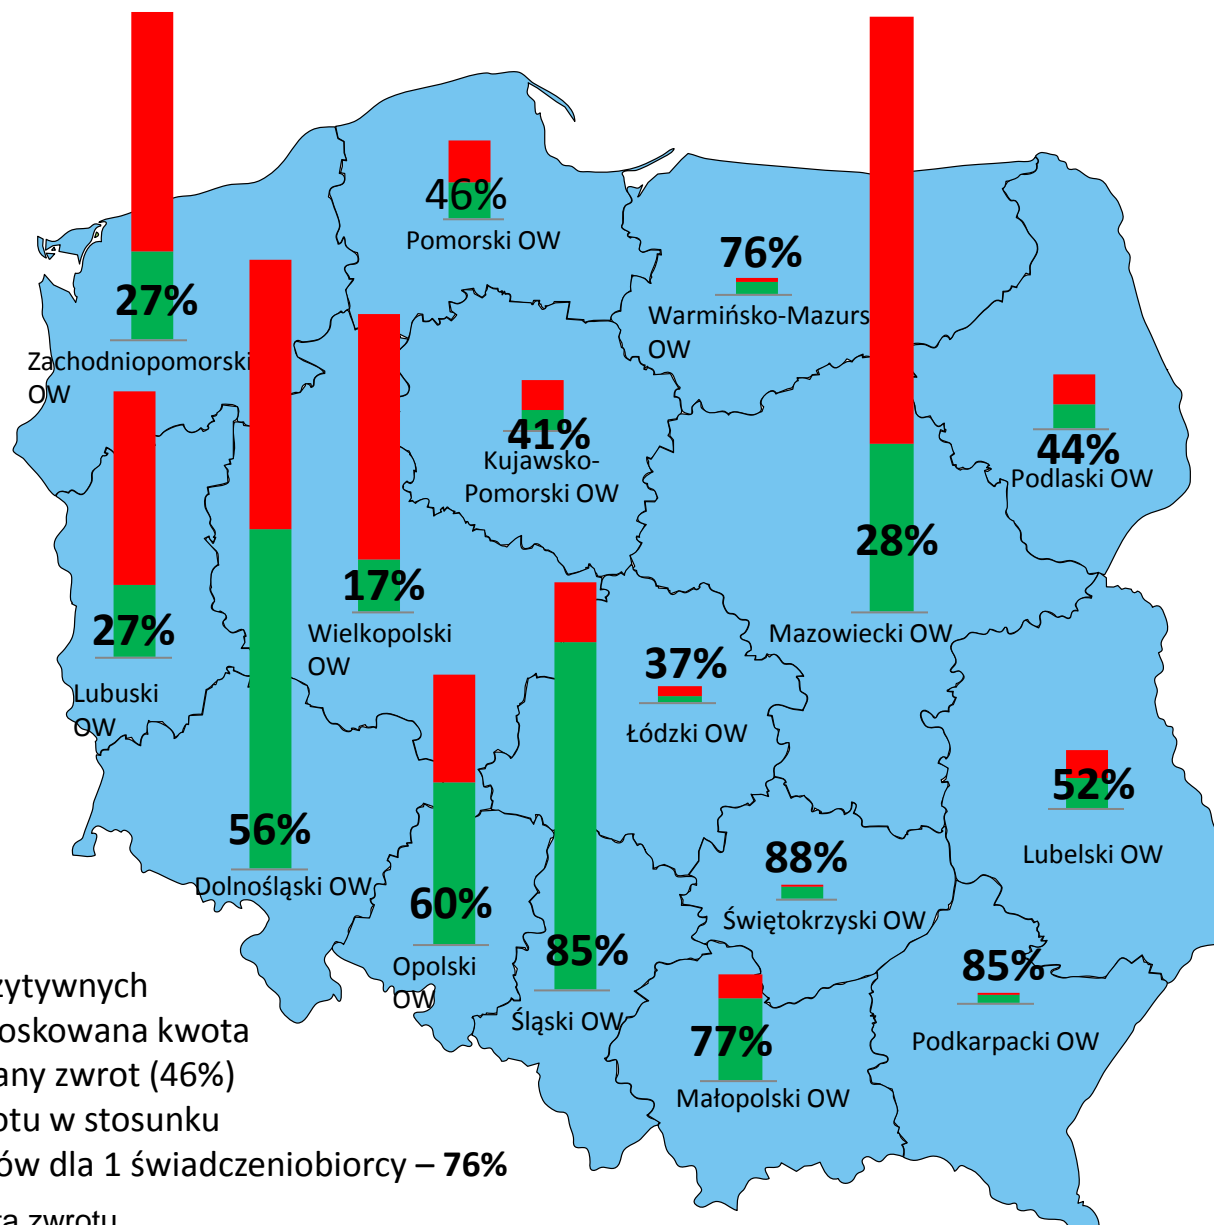 46%
Pomorski OW
76%
Warmińsko-Mazurs
OW
27%
Zachodniopomorski
OW
41%
Kujawsko-
Pomorski OW
44%
Podlaski OW
28%
Mazowiecki OW
17%
Wielkopolski
OW
27%
Lubuski
OW
37%
Łódzki OW
52%
Lubelski OW
56%
Dolnośląski OW
60%
Opolski
OW
85%
Śląski OW
88%
Świętokrzyski OW
85%
Podkarpacki OW
77%
Małopolski OW
zytywnych
oskowana kwota
any zwrot (46%)
otu w stosunku
ów dla 1 świadczeniobiorcy – 76%
ta zwrotu